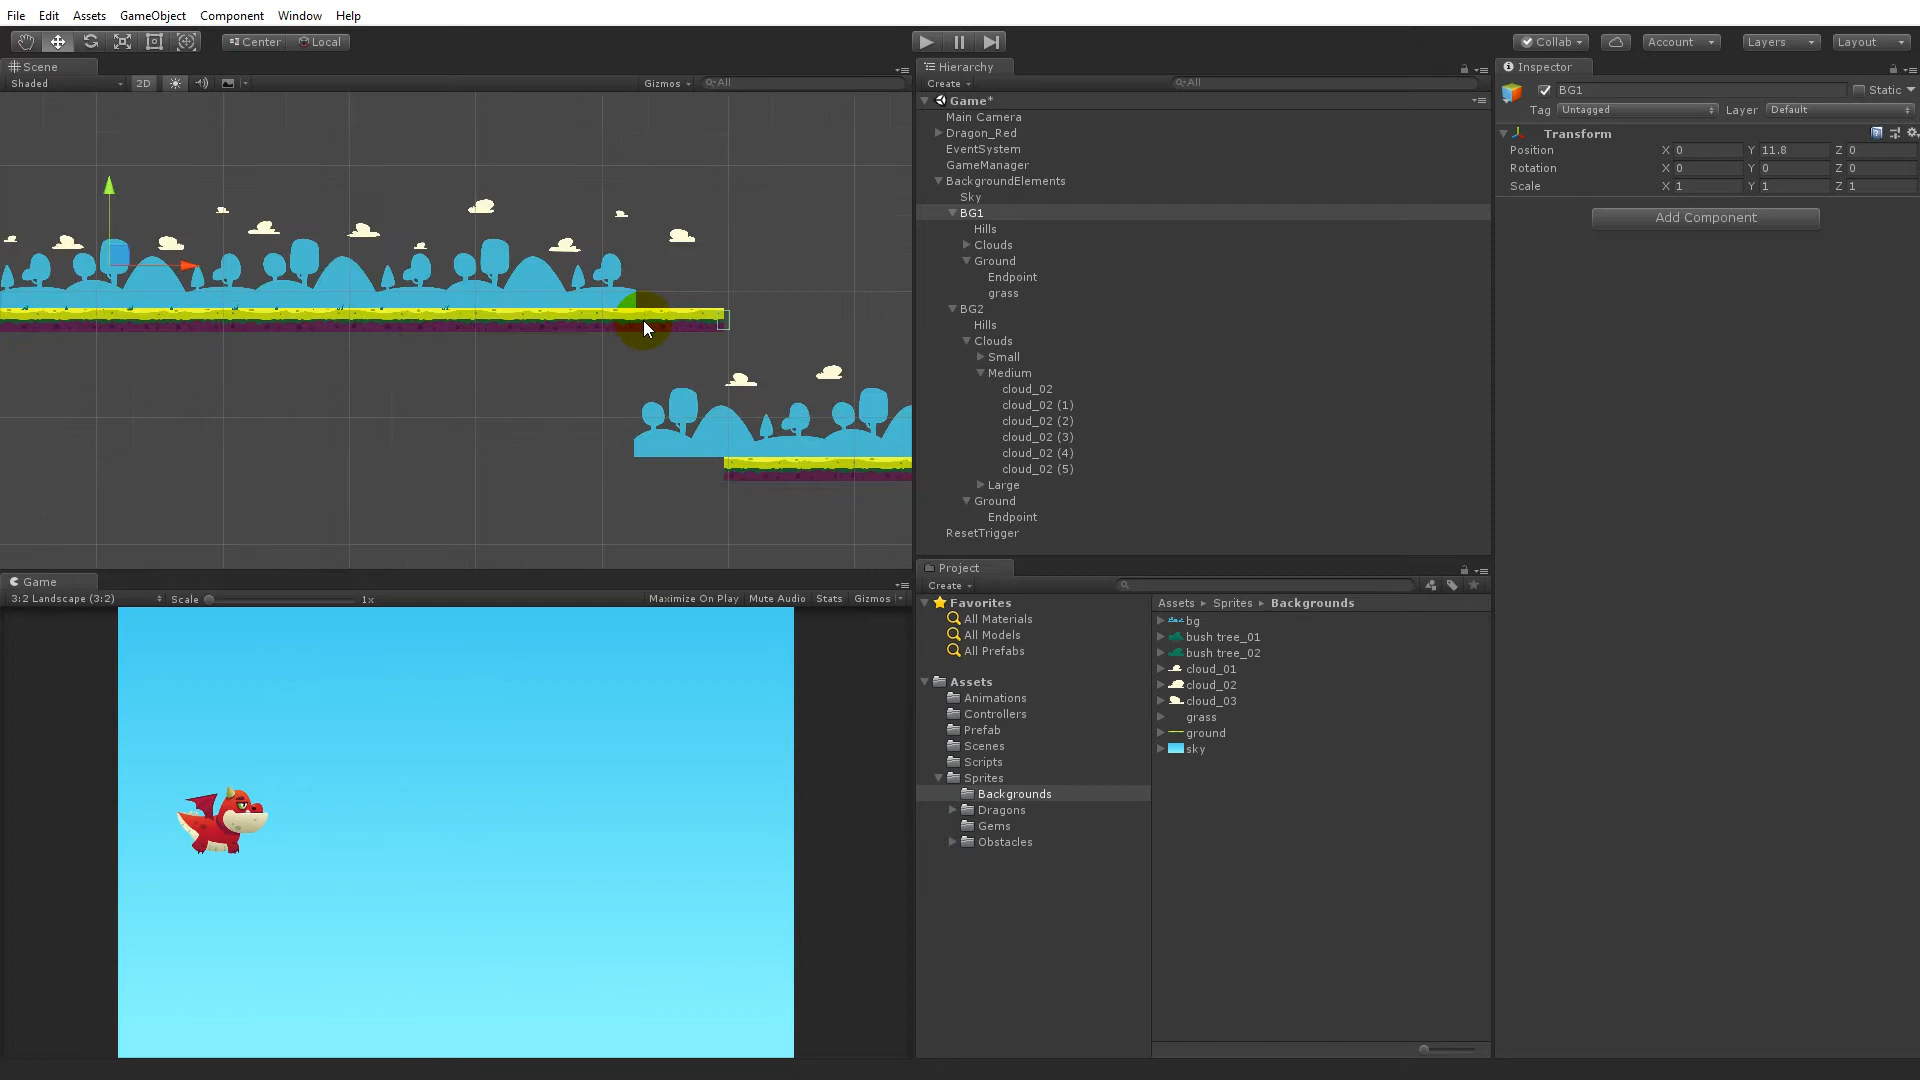 File Edit Assets GameObject Component Window Help
Center Local
Collab Account Layers Layout
Scene
Shaded 2D Gizmos All
Hierarchy
Create All
Game*
Main Camera
Dragon_Red
EventSystem
GameManager
BackgroundElements
Sky
BG1
Hills
Clouds
Ground
Endpoint
grass
BG2
Hills
Clouds
Small
Medium
cloud_02
cloud_02 (1)
cloud_02 (2)
cloud_02 (3)
cloud_02 (4)
cloud_02 (5)
Large
Ground
Endpoint
ResetTrigger
Inspector
BG1 Static
Tag Untagged Layer Default
Transform
Position X 0 Y 11.8 Z 0
Rotation X 0 Y 0 Z 0
Scale X 1 Y 1 Z 1
Add Component
Game
3:2 Landscape (3:2) Scale 1x Maximize On Play Mute Audio Stats Gizmos
Project
Create
Favorites
All Materials
All Models
All Prefabs
Assets
Animations
Controllers
Prefab
Scenes
Scripts
Sprites
Backgrounds
Dragons
Gems
Obstacles
Assets Sprites Backgrounds
bg
bush tree_01
bush tree_02
cloud_01
cloud_02
cloud_03
grass
ground
sky